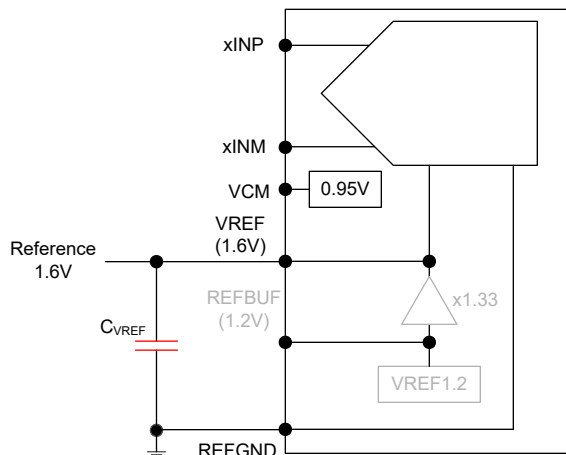 xINP
xINM
VCM
0.95V
VREF
(1.6V)
Reference
1.6V
REFBUF
(1.2V)
x1.33
CVREF
VREF1.2
REFGND